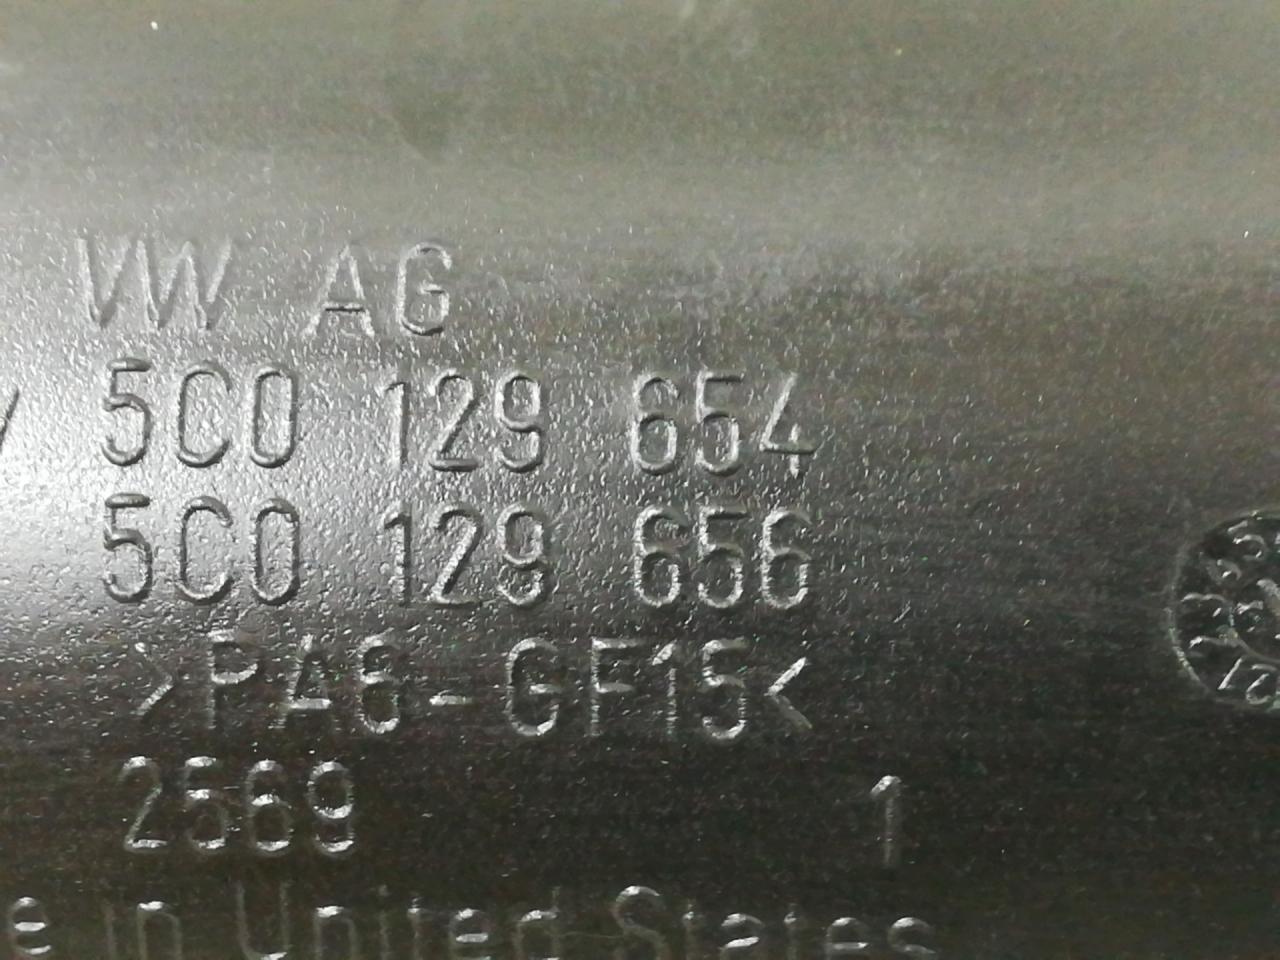 VW AG
5C0 129 654
5C0 129 656
>PA6-GF15<
2569 1
in United States